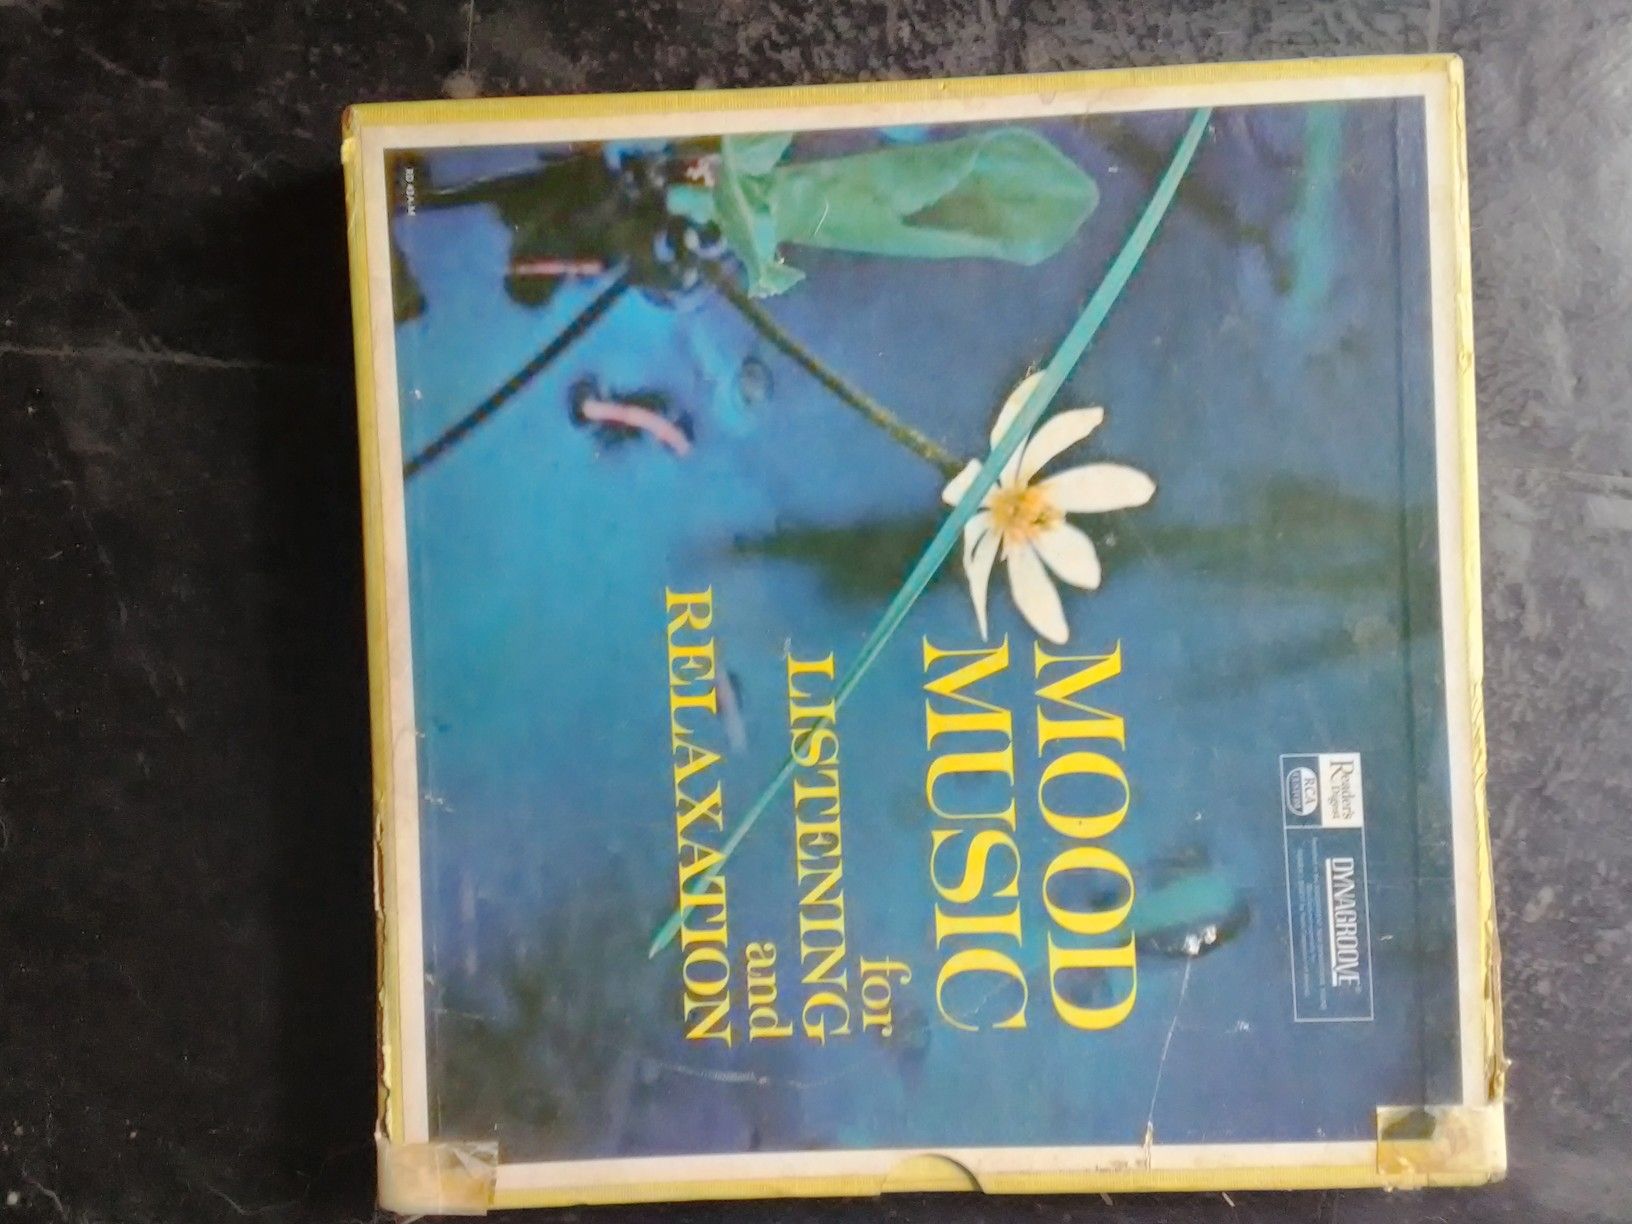 Reader's
Digest
RCA
DYNAGROOVE
MOOD
MUSIC
for
LISTENING
and
RELAXATION